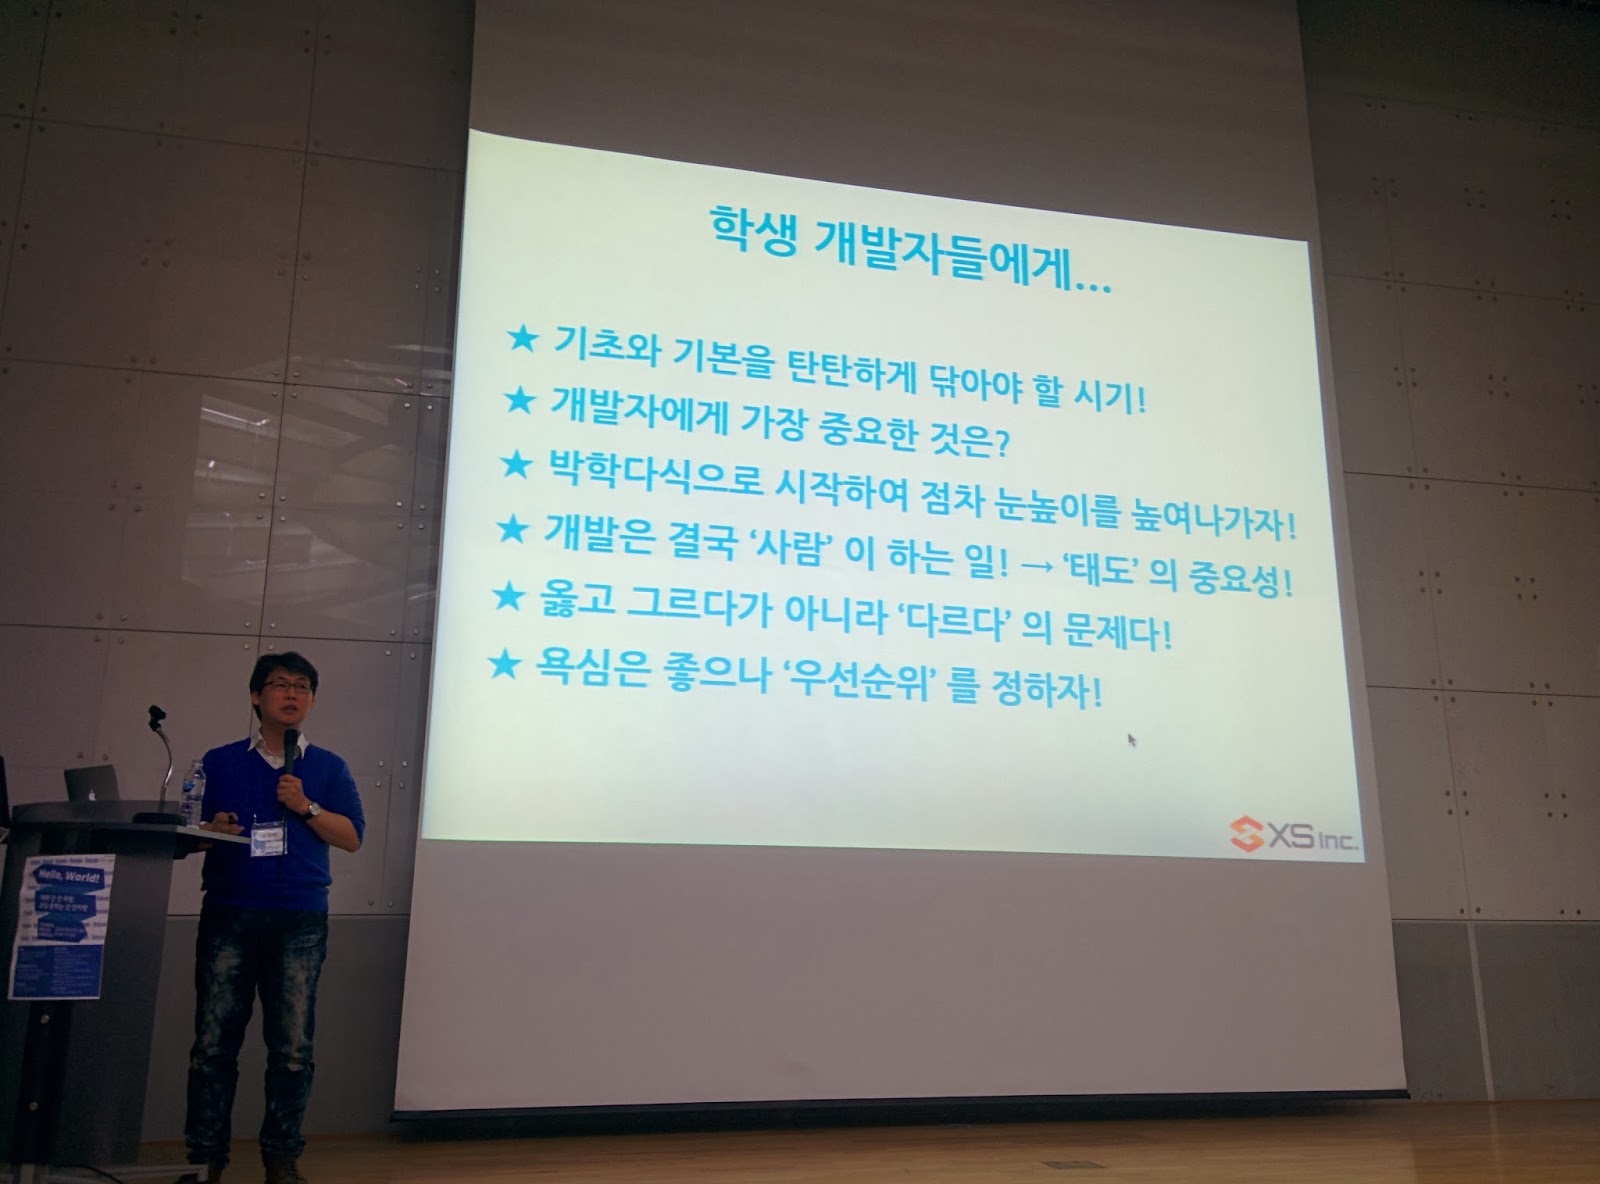 학생 개발자들에게...
★ 기초와 기본을 탄탄하게 닦아야 할 시기!
★ 개발자에게 가장 중요한 것은?
★ 박학다식으로 시작하여 점차 눈높이를 높여나가자!
★ 개발은 결국 ‘사람’ 이 하는 일! → ‘태도’ 의 중요성!
★ 옳고 그르다가 아니라 ‘다르다’ 의 문제다!
★ 욕심은 좋으나 ‘우선순위’ 를 정하자!
XS Inc.
Hello, World!